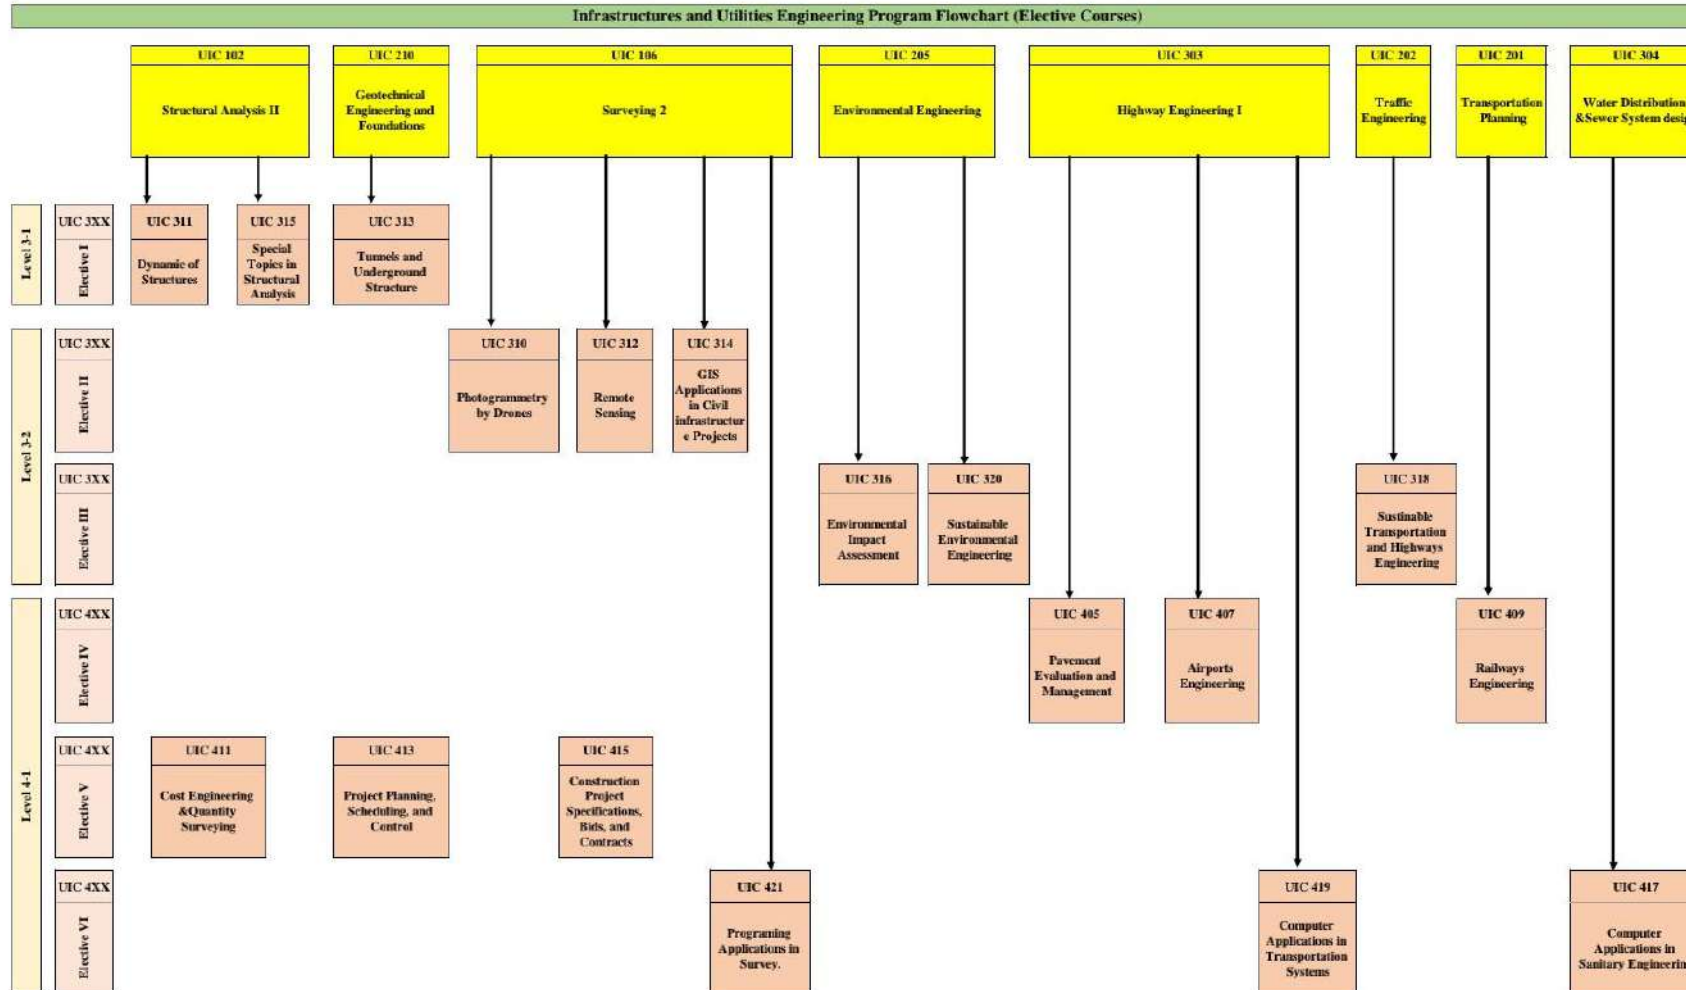 Infrastructures and Utilities Engineering Program Flowchart (Elective Courses)
UIC 102
Structural Analysis II
UIC 210
Geotechnical
Engineering and
Foundations
UIC 106
Surveying 2
UIC 205
Environmental Engineering
UIC 303
Highway Engineering I
UIC 202
Traffic
Engineering
UIC 201
Transportation
Planning
UIC 304
Water Distribution
&Sewer System desig
Level 3-1
UIC 3XX
Elective I
UIC 311
Dynamic of
Structures
UIC 315
Special
Topics in
Structural
Analysis
UIC 313
Tunnels and
Underground
Structure
Level 3-2
UIC 3XX
Elective II
UIC 310
Photogrammetry
by Drones
UIC 312
Remote
Sensing
UIC 314
GIS
Applications
in Civil
infrastructur
e Projects
UIC 3XX
Elective III
UIC 316
Environmental
Impact
Assessment
UIC 320
Sustainable
Environmental
Engineering
UIC 318
Sustinable
Transportation
and Highways
Engineering
Level 4-1
UIC 4XX
Elective IV
UIC 405
Pavement
Evaluation and
Management
UIC 407
Airports
Engineering
UIC 409
Railways
Engineering
UIC 4XX
Elective V
UIC 411
Cost Engineering
&Quantity
Surveying
UIC 413
Project Planning,
Scheduling, and
Control
UIC 415
Construction
Project
Specifications,
Bids, and
Contracts
UIC 4XX
Elective VI
UIC 421
Programing
Applications in
Survey.
UIC 419
Computer
Applications in
Transportation
Systems
UIC 417
Computer
Applications in
Sanitary Engineerin